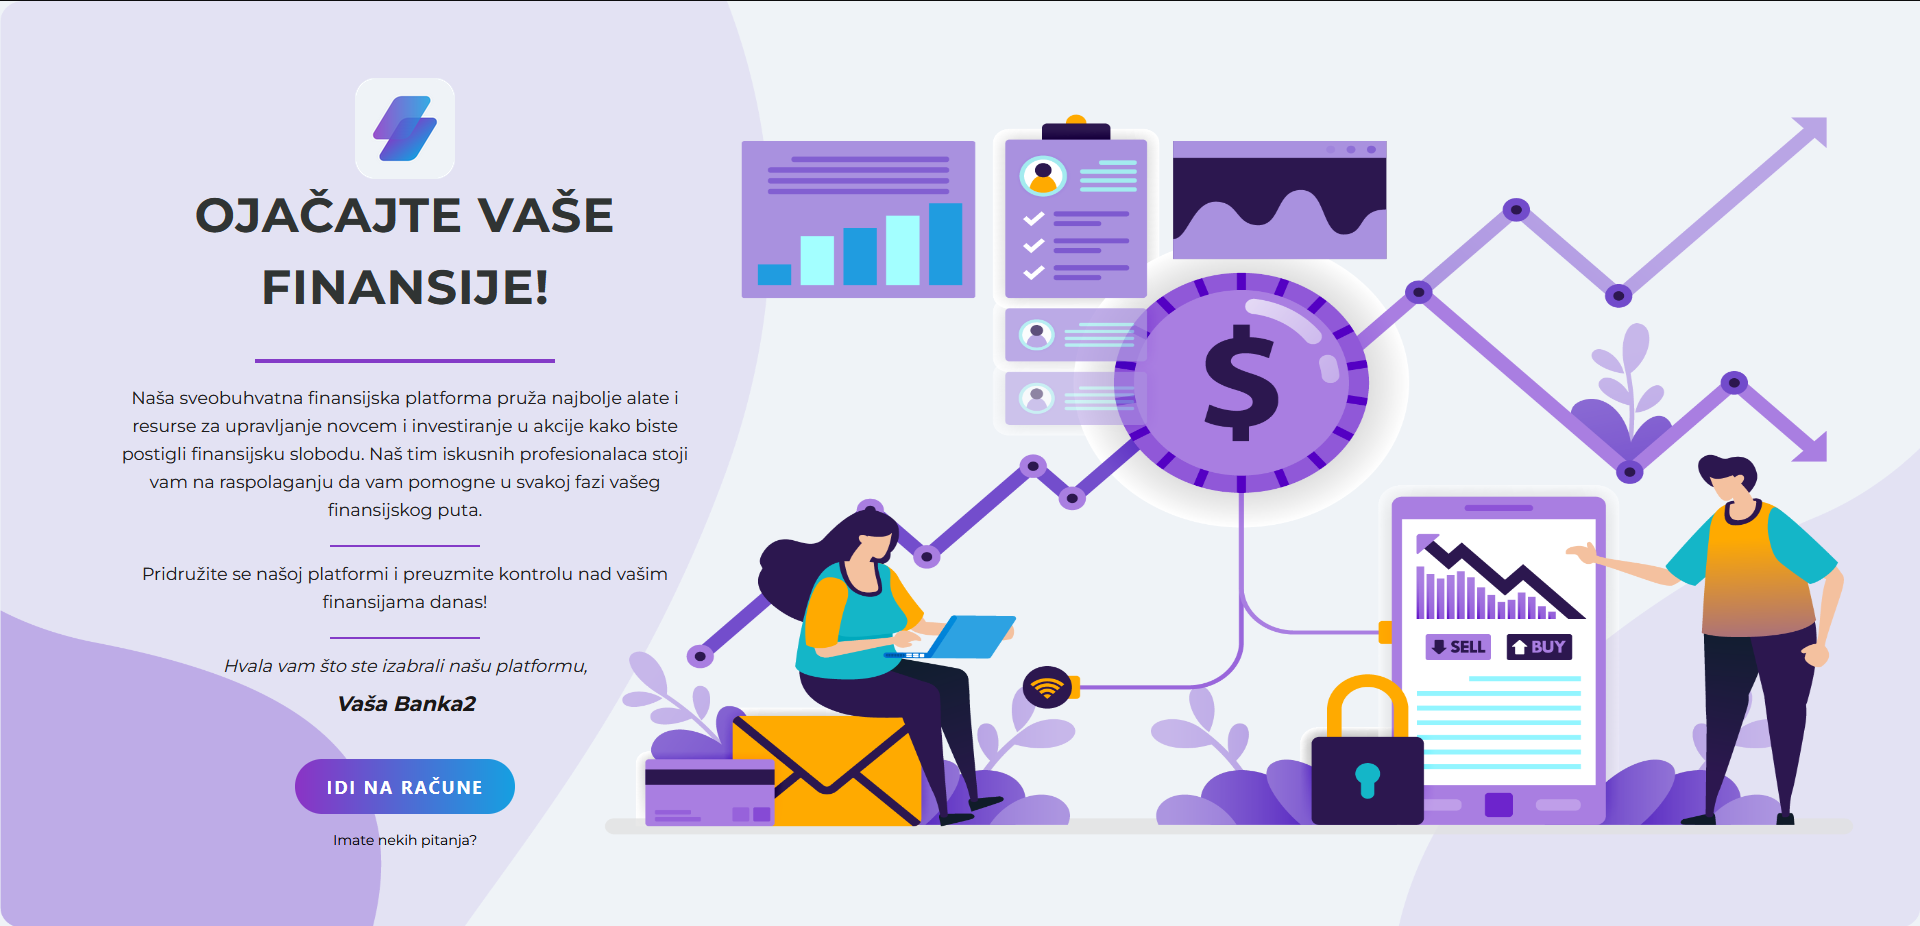 OJAČAJTE VAŠE
FINANSIJE!
Naša sveobuhvatna finansijska platforma pruža najbolje alate i
resurse za upravljanje novcem i investiranje u akcije kako biste
postigli finansijsku slobodu. Naš tim iskusnih profesionalaca stoji
vam na raspolaganju da vam pomogne u svakoj fazi vašeg
finansijskog puta.
Pridružite se našoj platformi i preuzmite kontrolu nad vašim
finansijama danas!
Hvala vam što ste izabrali našu platformu,
Vaša Banka2
IDI NA RAČUNE
Imate nekih pitanja?
$
SELL
BUY